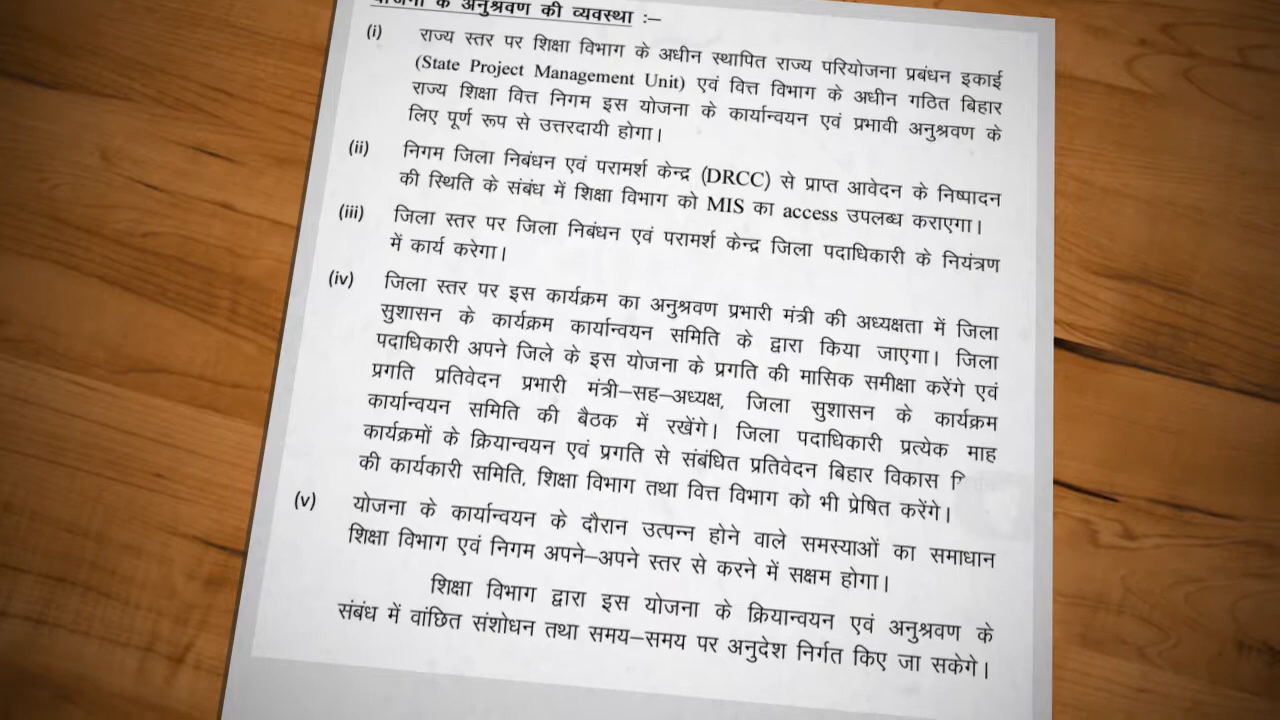 योजना के अनुश्रवण की व्यवस्था :–
(i) राज्य स्तर पर शिक्षा विभाग के अधीन स्थापित राज्य परियोजना प्रबंधन इकाई
(State Project Management Unit) एवं वित्त विभाग के अधीन गठित बिहार
राज्य शिक्षा वित्त निगम इस योजना के कार्यान्वयन एवं प्रभावी अनुश्रवण के
लिए पूर्ण रूप से उत्तरदायी होगा।
(ii) निगम जिला निबंधन एवं परामर्श केन्द्र (DRCC) से प्राप्त आवेदन के निष्पादन
की स्थिति के संबंध में शिक्षा विभाग को MIS का access उपलब्ध कराएगा।
(iii) जिला स्तर पर जिला निबंधन एवं परामर्श केन्द्र जिला पदाधिकारी के नियंत्रण
में कार्य करेगा।
(iv) जिला स्तर पर इस कार्यक्रम का अनुश्रवण प्रभारी मंत्री की अध्यक्षता में जिला
सुशासन के कार्यक्रम कार्यान्वयन समिति के द्वारा किया जाएगा। जिला
पदाधिकारी अपने जिले के इस योजना के प्रगति की मासिक समीक्षा करेंगे एवं
प्रगति प्रतिवेदन प्रभारी मंत्री–सह–अध्यक्ष, जिला सुशासन के कार्यक्रम
कार्यान्वयन समिति की बैठक में रखेंगे। जिला पदाधिकारी प्रत्येक माह
कार्यक्रमों के क्रियान्वयन एवं प्रगति से संबंधित प्रतिवेदन बिहार विकास
की कार्यकारी समिति, शिक्षा विभाग तथा वित्त विभाग को भी प्रेषित करेंगे।
(v) योजना के कार्यान्वयन के दौरान उत्पन्न होने वाले समस्याओं का समाधान
शिक्षा विभाग एवं निगम अपने–अपने स्तर से करने में सक्षम होगा।
शिक्षा विभाग द्वारा इस योजना के क्रियान्वयन एवं अनुश्रवण के
संबंध में वांछित संशोधन तथा समय–समय पर अनुदेश निर्गत किए जा सकेगे।